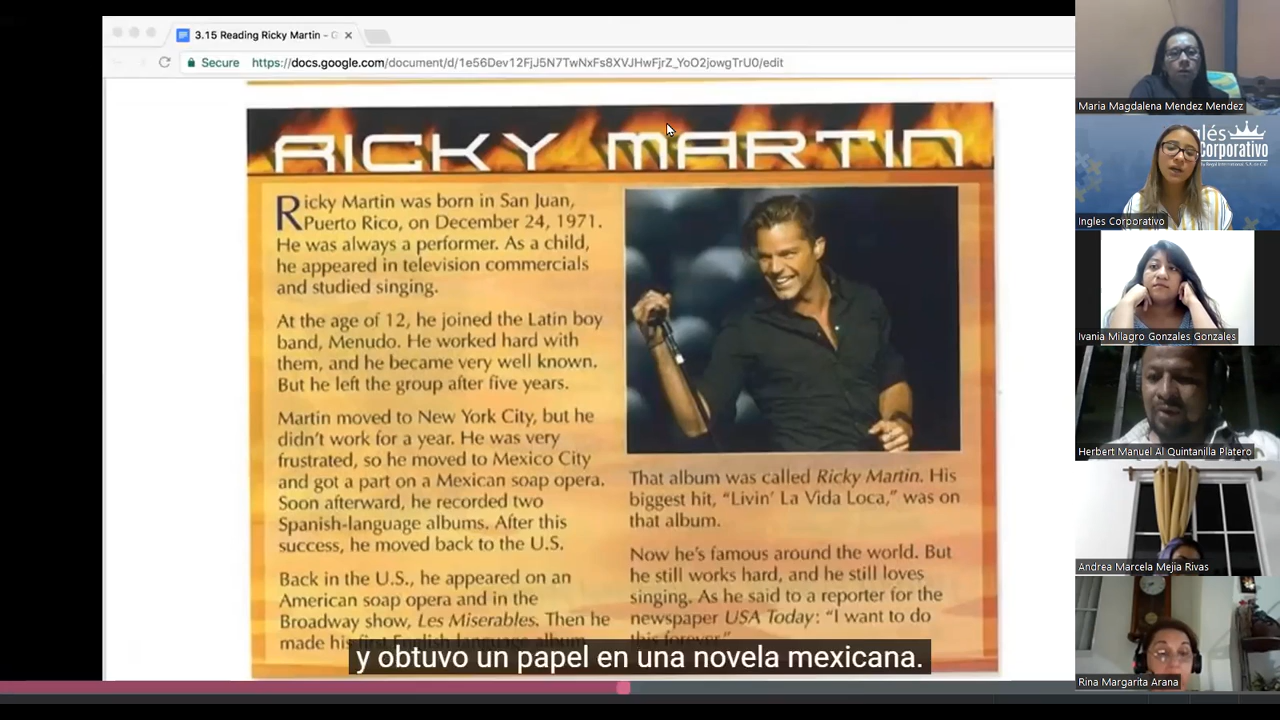 3.15 Reading Ricky Martin - G
Secure
https://docs.google.com/document/d/1e56Dev12FjJ5N7TwNxFs8XVJHwFjrZ_YoO2jowgTrU0/edit
RICKY MARTIN
Ricky Martin was born in San Juan,
Puerto Rico, on December 24, 1971.
He was always a performer. As a child,
he appeared in television commercials
and studied singing.
At the age of 12, he joined the Latin boy
band, Menudo. He worked hard with
them, and he became very well known.
But he left the group after five years.
Martin moved to New York City, but he
didn't work for a year. He was very
frustrated, so he moved to Mexico City
and got a part on a Mexican soap opera.
Soon afterward, he recorded two
Spanish-language albums. After this
success, he moved back to the U.S.
Back in the U.S., he appeared on an
American soap opera and in the
Broadway show, Les Miserables. Then he
made his first English language album.
That album was called Ricky Martin. His
biggest hit, "Livin' La Vida Loca," was on
that album.
Now he's famous around the world. But
he still works hard, and he still loves
singing. As he said to a reporter for the
newspaper USA Today: "I want to do
this forever."
y obtuvo un papel en una novela mexicana.
Maria Magdalena Mendez Mendez
glés
Corporativo
Ingles Corporativo
Ivania Milagro Gonzales Gonzales
Herbert Manuel Al Quintanilla Platero
Andrea Marcela Mejia Rivas
Rina Margarita Arana